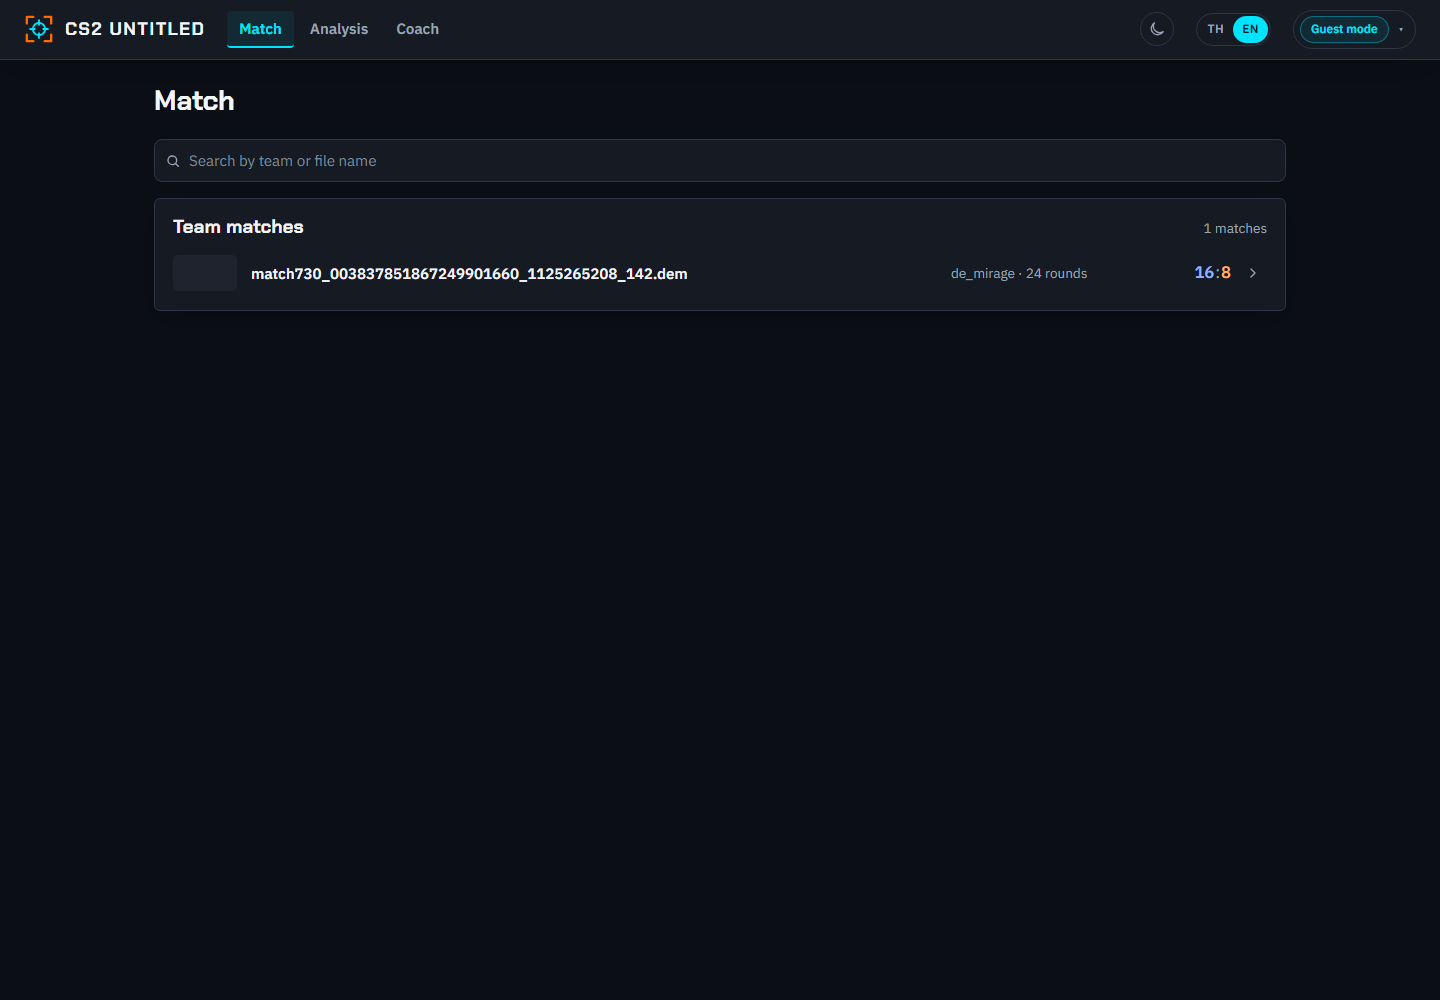 CS2 UNTITLED
Match
Analysis
Coach
TH
EN
Guest mode
Match
Search by team or file name
Team matches
1 matches
match730_003837851867249901660_1125265208_142.dem
de_mirage · 24 rounds
16:8